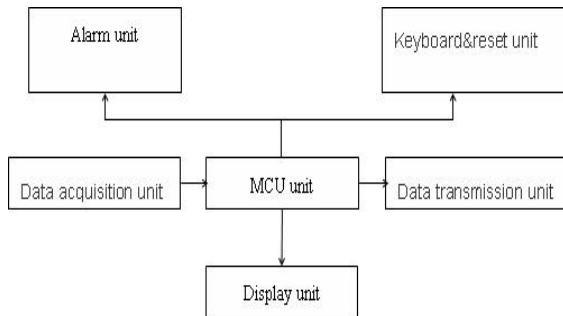 Alarm unit
Keyboard&reset unit
Data acquisition unit
MCU unit
Data transmission unit
Display unit